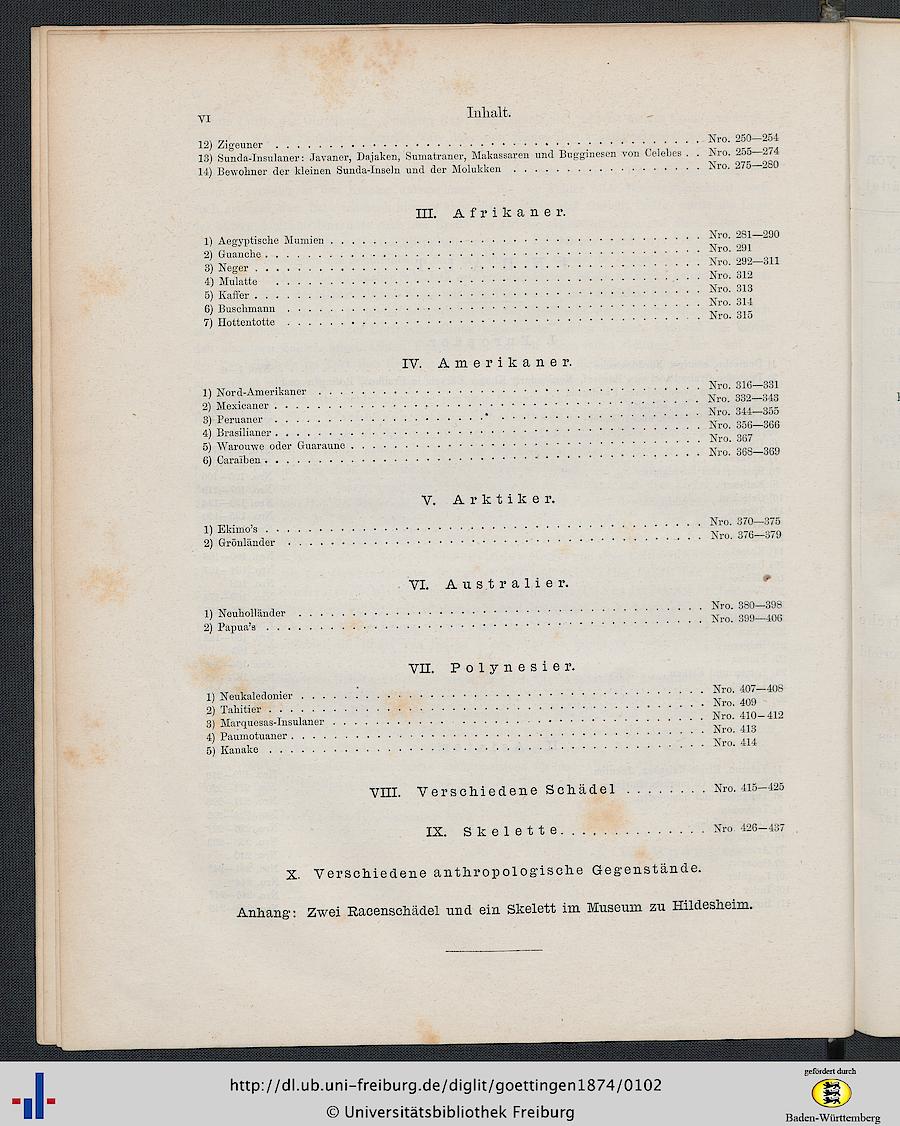 VI
Inhalt.
12) Zigeuner . . . . . . . . . . . . . . . . . . . . . . . . . . . . . . . . . . . . . . . . Nro. 250—254
13) Sunda-Insulaner: Javaner, Dajaken, Sumatraner, Makassaren und Bugginesen von Celebes . . Nro. 255—274
14) Bewohner der kleinen Sunda-Inseln und der Molukken . . . . . . . . . . . . . . . . . . Nro. 275—280
III. Afrikaner.
1) Aegyptische Mumien . . . . . . . . . . . . . . . . . . . . . . . . . . . . . . . . . . . Nro. 281—290
2) Guanche . . . . . . . . . . . . . . . . . . . . . . . . . . . . . . . . . . . . . . . . . Nro. 291
3) Neger . . . . . . . . . . . . . . . . . . . . . . . . . . . . . . . . . . . . . . . . . . Nro. 292—311
4) Mulatte . . . . . . . . . . . . . . . . . . . . . . . . . . . . . . . . . . . . . . . . Nro. 312
5) Kaffer . . . . . . . . . . . . . . . . . . . . . . . . . . . . . . . . . . . . . . . . . . Nro. 313
6) Buschmann . . . . . . . . . . . . . . . . . . . . . . . . . . . . . . . . . . . . . . . Nro. 314
7) Hottentotte . . . . . . . . . . . . . . . . . . . . . . . . . . . . . . . . . . . . . . . Nro. 315
IV. Amerikaner.
1) Nord-Amerikaner . . . . . . . . . . . . . . . . . . . . . . . . . . . . . . . . . . . . Nro. 316—331
2) Mexicaner . . . . . . . . . . . . . . . . . . . . . . . . . . . . . . . . . . . . . . . . Nro. 332—343
3) Peruaner . . . . . . . . . . . . . . . . . . . . . . . . . . . . . . . . . . . . . . . . Nro. 344—355
4) Brasilianer . . . . . . . . . . . . . . . . . . . . . . . . . . . . . . . . . . . . . . . . Nro. 356—366
5) Warouwe oder Guaraune . . . . . . . . . . . . . . . . . . . . . . . . . . . . . . . . . Nro. 367
6) Caraïben . . . . . . . . . . . . . . . . . . . . . . . . . . . . . . . . . . . . . . . . . Nro. 368—369
V. Arktiker.
1) Ekimo's . . . . . . . . . . . . . . . . . . . . . . . . . . . . . . . . . . . . . . . . . Nro. 370—375
2) Grönländer . . . . . . . . . . . . . . . . . . . . . . . . . . . . . . . . . . . . . . . Nro. 376—379
VI. Australier.
1) Neuholländer . . . . . . . . . . . . . . . . . . . . . . . . . . . . . . . . . . . . . . Nro. 380—398
2) Papua's . . . . . . . . . . . . . . . . . . . . . . . . . . . . . . . . . . . . . . . . . Nro. 399—406
VII. Polynesier.
1) Neukaledonier . . . . . . . . . . . . . . . . . . . . . . . . . . . . . . . . . . . . . . Nro. 407—408
2) Tahitier . . . . . . . . . . . . . . . . . . . . . . . . . . . . . . . . . . . . . . . . . Nro. 409
3) Marquesas-Insulaner . . . . . . . . . . . . . . . . . . . . . . . . . . . . . . . . . . . Nro. 410—412
4) Paumotuaner . . . . . . . . . . . . . . . . . . . . . . . . . . . . . . . . . . . . . . . Nro. 413
5) Kanake . . . . . . . . . . . . . . . . . . . . . . . . . . . . . . . . . . . . . . . . . Nro. 414
VIII. Verschiedene Schädel . . . . . . . . Nro. 415—425
IX. Skelette . . . . . . . . . . . . . . Nro. 426—437
X. Verschiedene anthropologische Gegenstände.
Anhang: Zwei Racenschädel und ein Skelett im Museum zu Hildesheim.
http://dl.ub.uni-freiburg.de/diglit/goettingen1874/0102
© Universitätsbibliothek Freiburg
gefördert durch
Baden-Württemberg